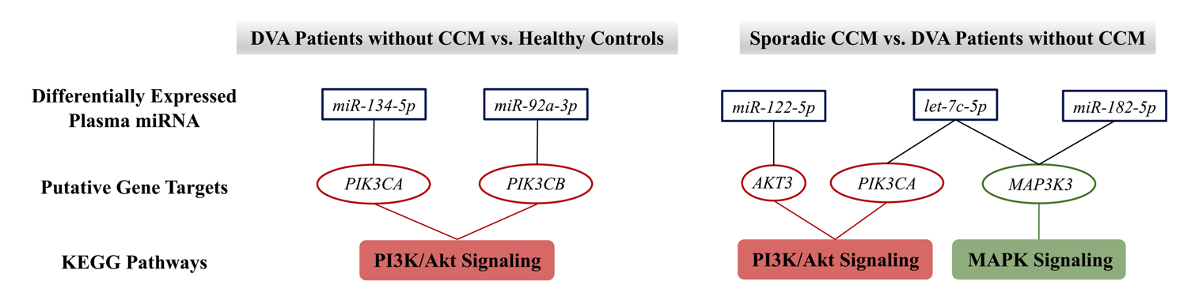 DVA Patients without CCM vs. Healthy Controls
Sporadic CCM vs. DVA Patients without CCM
Differentially Expressed
Plasma miRNA
miR-134-5p
miR-92a-3p
miR-122-5p
let-7c-5p
miR-182-5p
Putative Gene Targets
PIK3CA
PIK3CB
AKT3
PIK3CA
MAP3K3
KEGG Pathways
PI3K/Akt Signaling
PI3K/Akt Signaling
MAPK Signaling